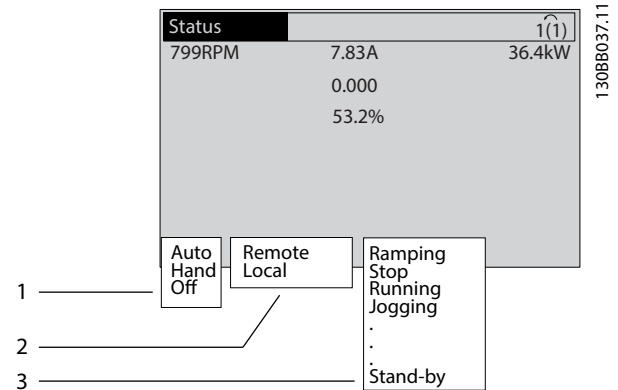 Status 1(1)
799RPM 7.83A 36.4kW
0.000
53.2%
Auto
Hand
Off
Remote
Local
Ramping
Stop
Running
Jogging
.
.
.
Stand-by
1
2
3
130BB037.11